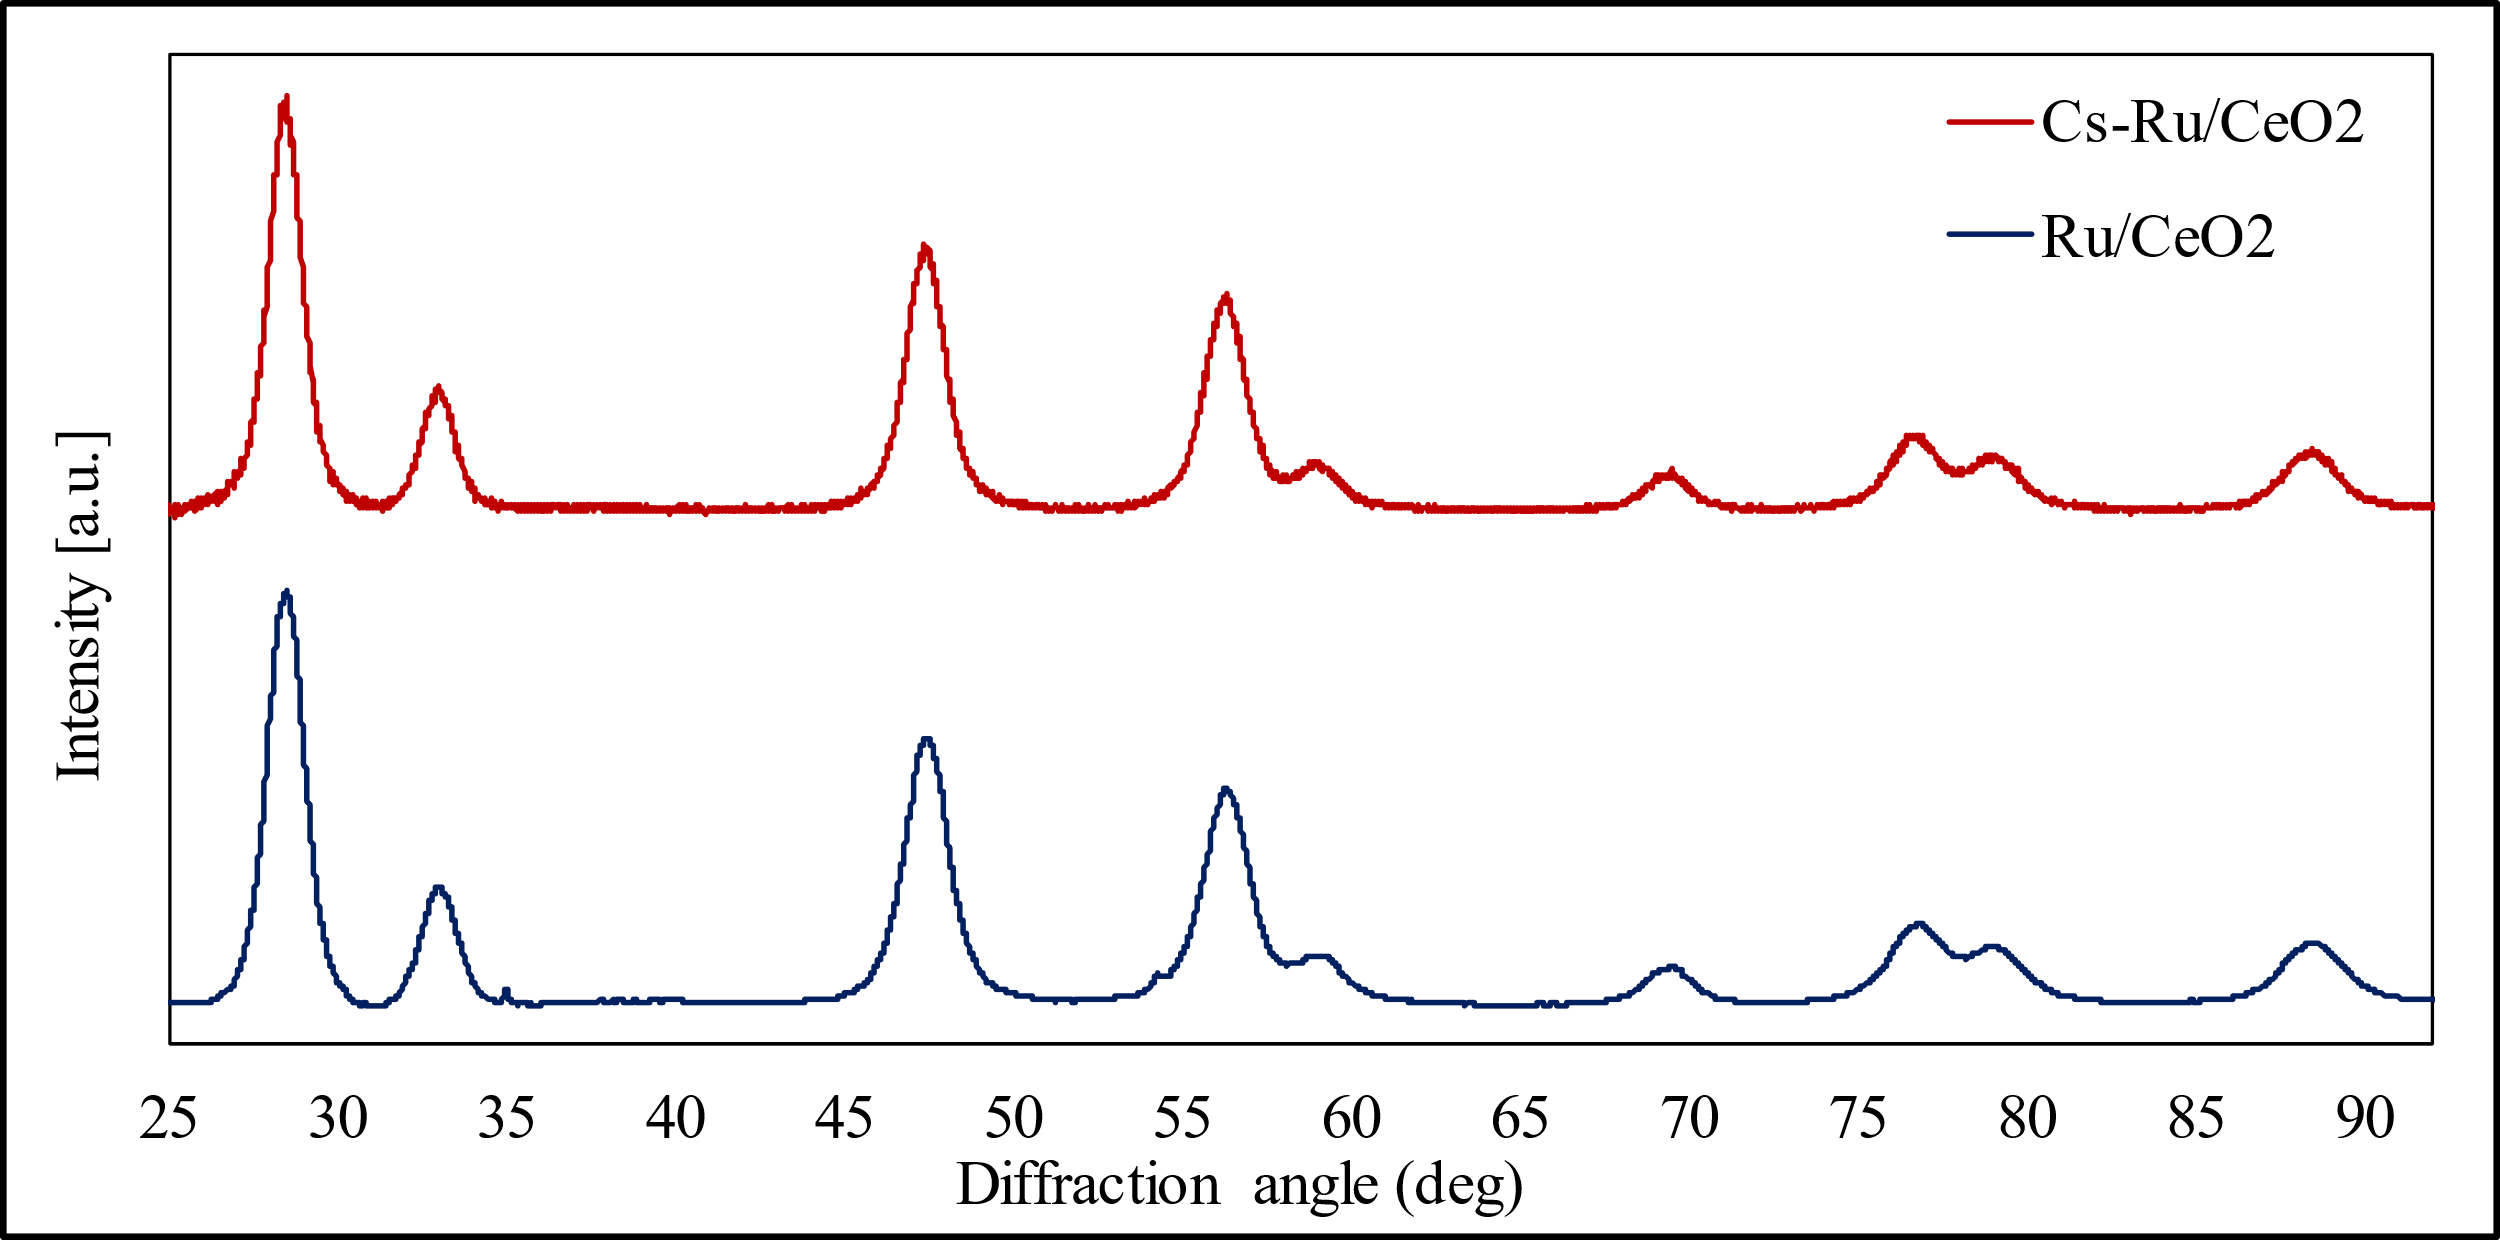 Cs-Ru/CeO2
Ru/CeO2
Intensity [a.u.]
25 30 35 40 45 50 55 60 65 70 75 80 85 90
Diffraction angle (deg)